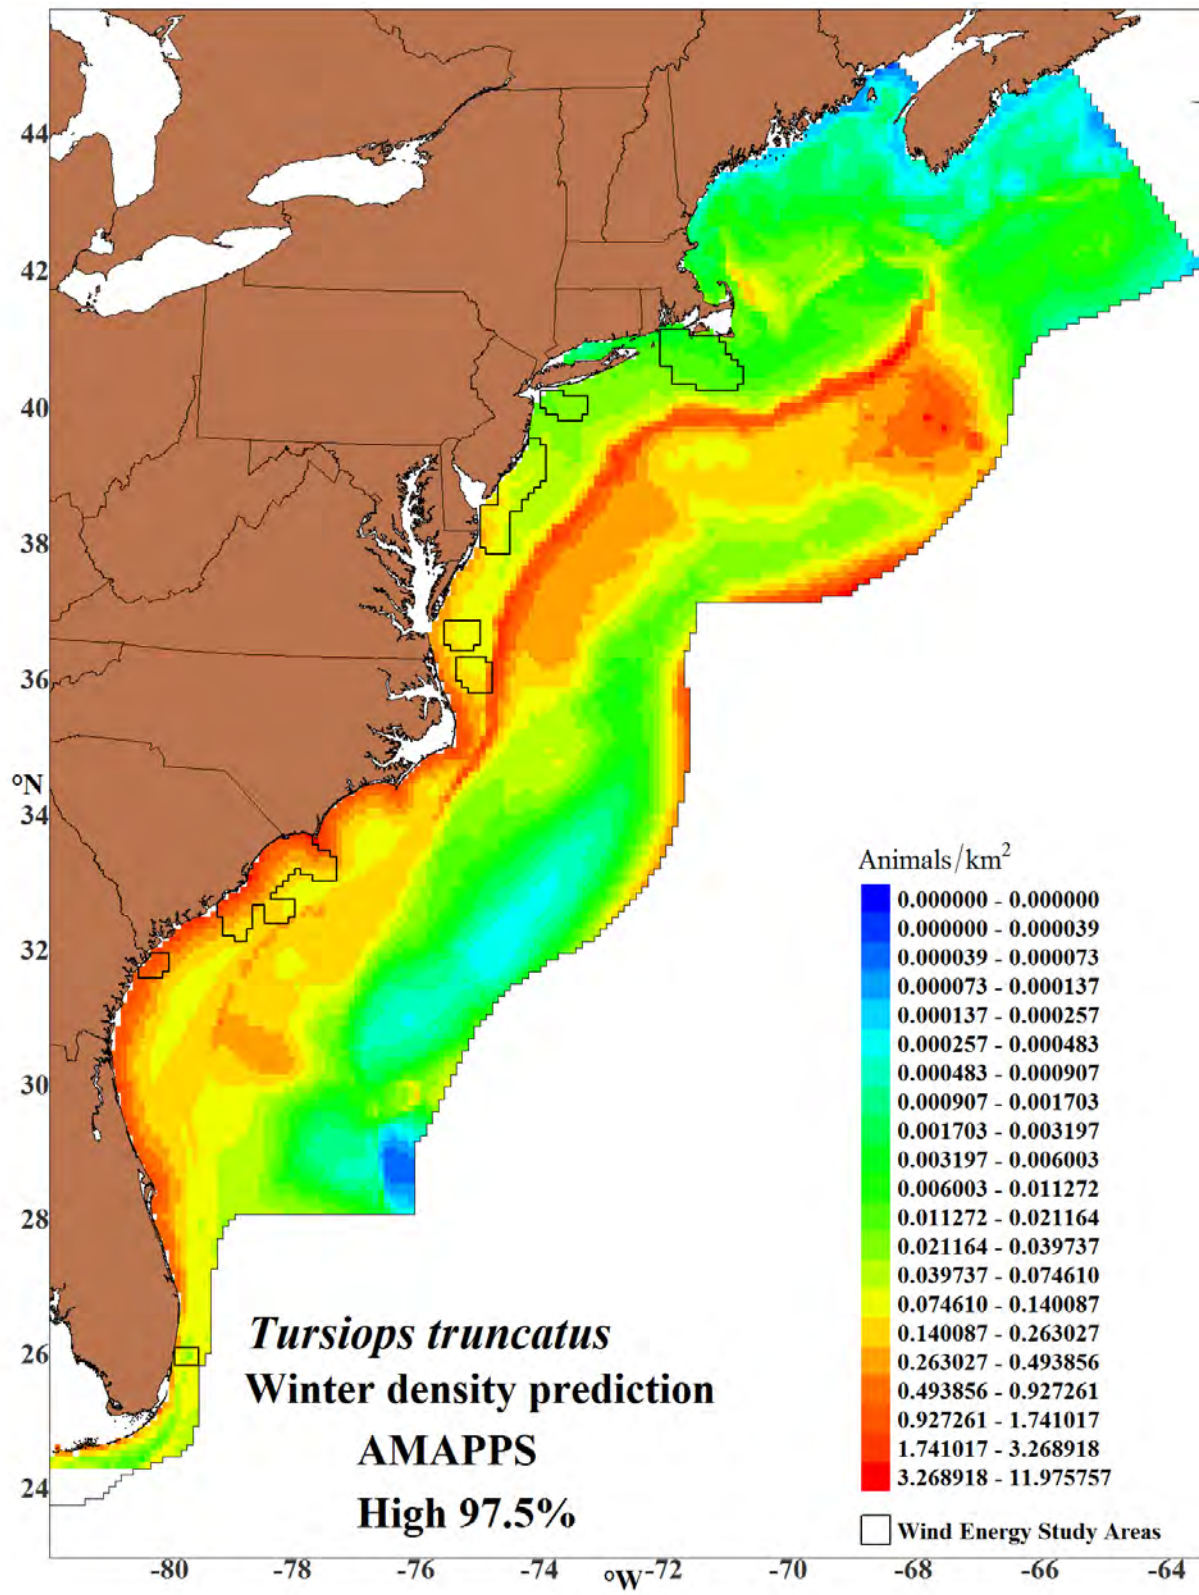 44
42
40
38
36
°N
34
32
30
28
26
24
Animals/km²
0.000000 - 0.000000
0.000000 - 0.000039
0.000039 - 0.000073
0.000073 - 0.000137
0.000137 - 0.000257
0.000257 - 0.000483
0.000483 - 0.000907
0.000907 - 0.001703
0.001703 - 0.003197
0.003197 - 0.006003
0.006003 - 0.011272
0.011272 - 0.021164
0.021164 - 0.039737
0.039737 - 0.074610
0.074610 - 0.140087
0.140087 - 0.263027
0.263027 - 0.493856
0.493856 - 0.927261
0.927261 - 1.741017
1.741017 - 3.268918
3.268918 - 11.975757
Wind Energy Study Areas
Tursiops truncatus
Winter density prediction
AMAPPS
High 97.5%
-80 -78 -76 -74 °W -72 -70 -68 -66 -64